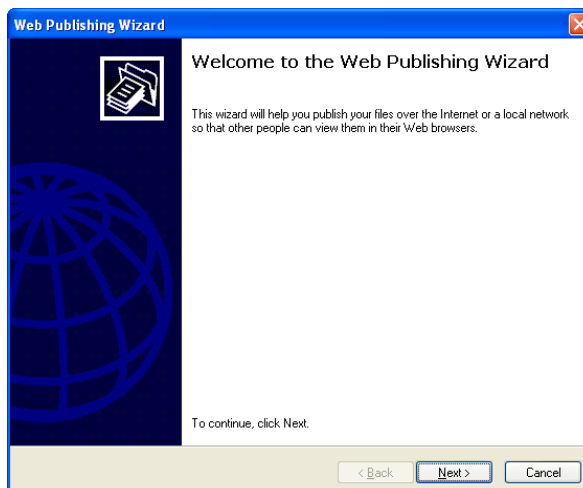 Web Publishing Wizard
Welcome to the Web Publishing Wizard
This wizard will help you publish your files over the Internet or a local network
so that other people can view them in their Web browsers.
To continue, click Next.
< Back Next > Cancel